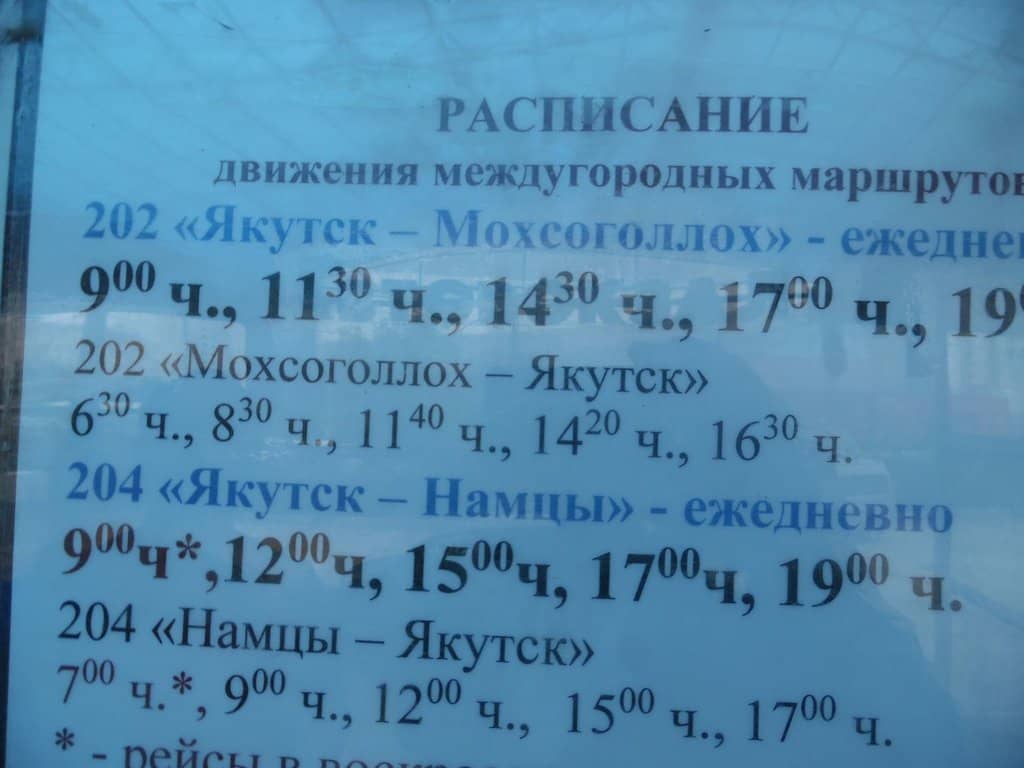 РАСПИСАНИЕ
движения междугородных маршрутов
202 «Якутск – Мохсоголлох» - ежедне
9⁰⁰ ч., 11³⁰ ч., 14³⁰ ч., 17⁰⁰ ч., 19
202 «Мохсоголлох – Якутск»
6³⁰ ч., 8³⁰ ч., 11⁴⁰ ч., 14²⁰ ч., 16³⁰ ч.
204 «Якутск – Намцы» - ежедневно
9⁰⁰ч*,12⁰⁰ч, 15⁰⁰ч, 17⁰⁰ч, 19⁰⁰ ч.
204 «Намцы – Якутск»
7⁰⁰ ч.*, 9⁰⁰ ч., 12⁰⁰ ч., 15⁰⁰ ч., 17⁰⁰ ч.
* - рейсы в